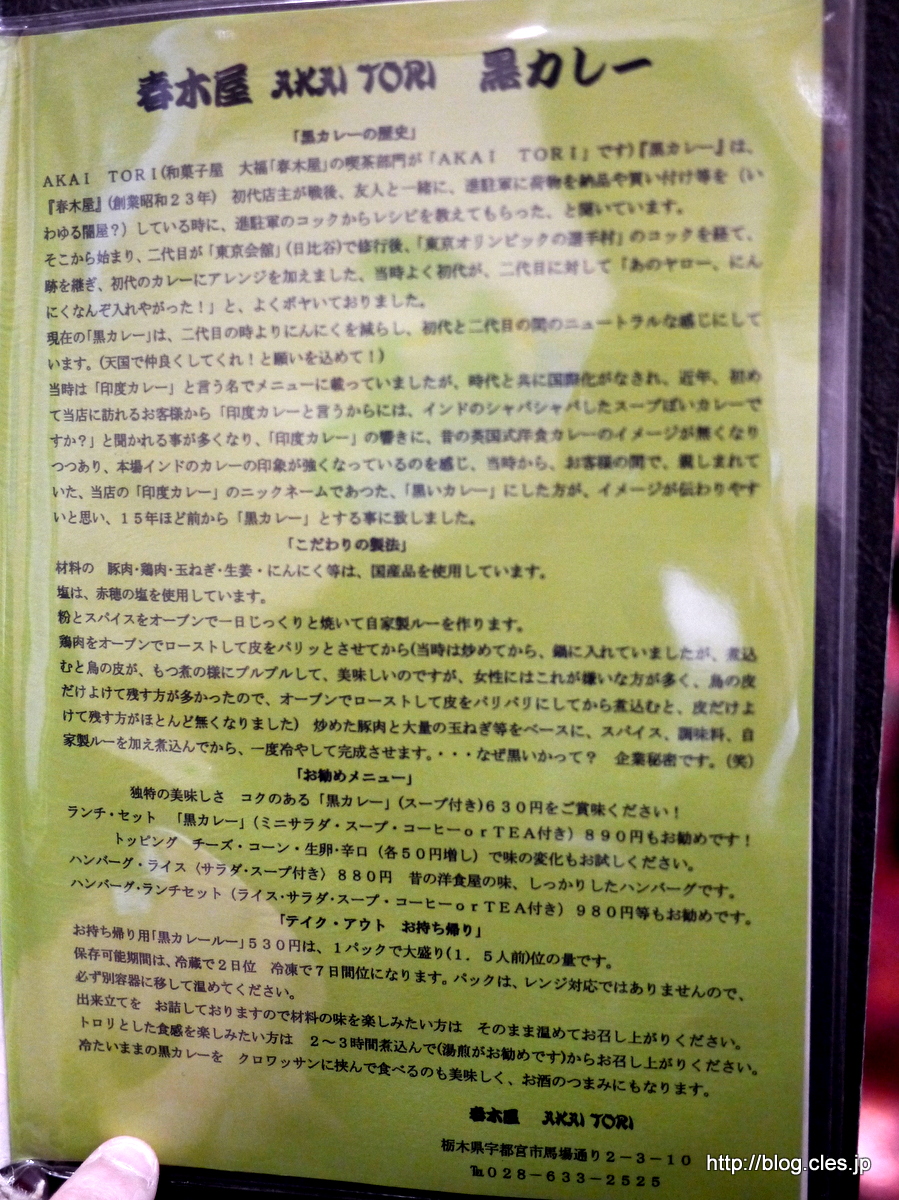 春木屋 AKAI TORI 黒カレー
「黒カレーの歴史」
AKAI TORI(和菓子屋 大福「春木屋」の喫茶部門が「AKAI TORI」です)『黒カレー』は、
『春木屋』(創業昭和23年) 初代店主が戦後、友人と一緒に、進駐軍に荷物を納品や買い付け等を(い
わゆる闇屋?)している時に、進駐軍のコックからレシピを教えてもらった、と聞いています。
そこから始まり、二代目が「東京会舘」(日比谷)で修行後、「東京オリンピックの選手村」のコックを経て、
跡を継ぎ、初代のカレーにアレンジを加えました、当時よく初代が、二代目に対して「あのヤロー、にん
にくなんぞ入れやがった!」と、よくボヤいておりました。
現在の「黒カレー」は、二代目の時よりにんにくを減らし、初代と二代目の間のニュートラルな感じにして
います。(天国で仲良くしてくれ!と願いを込めて!)
当時は「印度カレー」と言う名でメニューに載っていましたが、時代と共に国際化がなされ、近年、初め
て当店に訪れるお客様から「印度カレーと言うからには、インドのシャバシャバしたスープぽいカレーで
すか?」と聞かれる事が多くなり、「印度カレー」の響きに、昔の英国式洋食カレーのイメージが無くなり
つつあり、本場インドのカレーの印象が強くなっているのを感じ、当時から、お客様の間で、親しまれて
いた、当店の「印度カレー」のニックネームであつた、「黒いカレー」にした方が、イメージが伝わりやす
いと思い、15年ほど前から「黒カレー」とする事に致しました。
「こだわりの製法」
材料の 豚肉・鶏肉・玉ねぎ・生姜・にんにく等は、国産品を使用しています。
塩は、赤穂の塩を使用しています。
粉とスパイスをオーブンで一日じっくりと焼いて自家製ルーを作ります。
鶏肉をオーブンでローストして皮をパリッとさせてから(当時は炒めてから、鍋に入れていましたが、煮込
むと鳥の皮が、もつ煮の様にプルプルして、美味しいのですが、女性にはこれが嫌いな方が多く、鳥の皮
だけよけて残す方が多かったので、オーブンでローストして皮をパリパリにしてから煮込むと、皮だけよ
けて残す方がほとんど無くなりました) 炒めた豚肉と大量の玉ねぎ等をベースに、スパイス、調味料、自
家製ルーを加え煮込んでから、一度冷やして完成させます。・・・なぜ黒いかって? 企業秘密です。(笑)
「お勧めメニュー」
独特の美味しさ コクのある「黒カレー」(スープ付き)630円をご賞味ください!
ランチ・セット 「黒カレー」(ミニサラダ・スープ・コーヒーorTEA付き)890円もお勧めです!
トッピング チーズ・コーン・生卵・辛口(各50円増し)で味の変化もお試しください。
ハンバーグ・ライス(サラダ・スープ付き)880円 昔の洋食屋の味、しっかりしたハンバーグです。
ハンバーグ・ランチセット(ライス・サラダ・スープ・コーヒーorTEA付き)980円等もお勧めです。
「テイク・アウト お持ち帰り」
お持ち帰り用「黒カレールー」530円は、1パックで大盛り(1.5人前)位の量です。
保存可能期間は、冷蔵で2日位 冷凍で7日間位になります。パックは、レンジ対応ではありませんので、
必ず別容器に移して温めてください。
出来立てを お詰しておりますので材料の味を楽しみたい方は そのまま温めてお召し上がりください。
トロリとした食感を楽しみたい方は 2~3時間煮込んで(湯煎がお勧めです)からお召し上がりください。
冷たいままの黒カレーを クロワッサンに挟んで食べるのも美味しく、お酒のつまみにもなります。
春木屋 AKAI TORI
栃木県宇都宮市馬場通り2-3-10
℡028-633-2525
http://blog.cles.jp